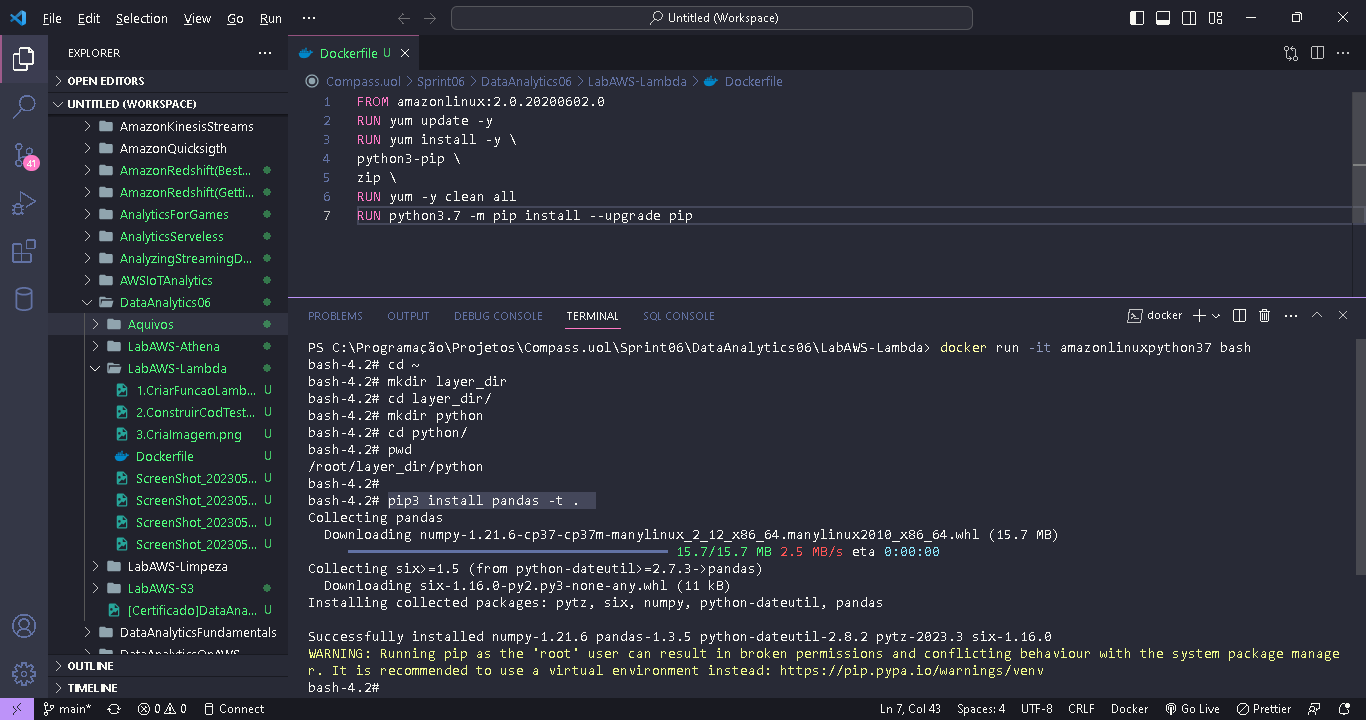 File Edit Selection View Go Run ··· Untitled (Workspace)
EXPLORER ···
OPEN EDITORS
UNTITLED (WORKSPACE)
AmazonKinesisStreams
AmazonQuicksigth
AmazonRedshift(Best...
AmazonRedshift(Getti...
AnalyticsForGames
AnalyticsServeless
AnalyzingStreamingD...
AWSIoTAnalytics
DataAnalytics06
Aquivos
LabAWS-Athena
LabAWS-Lambda
1.CriarFuncaoLamb... U
2.ConstruirCodTest... U
3.CriaImagem.png U
Dockerfile U
ScreenShot_202305... U
ScreenShot_202305... U
ScreenShot_202305... U
ScreenShot_202305... U
LabAWS-Limpeza
LabAWS-S3
[Certificado]DataAna... U
DataAnalyticsFundamentals
DataAnalyticsOnAWS
OUTLINE
TIMELINE
41
Dockerfile U
Compass.uol > Sprint06 > DataAnalytics06 > LabAWS-Lambda > Dockerfile
1 FROM amazonlinux:2.0.20200602.0
2 RUN yum update -y
3 RUN yum install -y \
4 python3-pip \
5 zip \
6 RUN yum -y clean all
7 RUN python3.7 -m pip install --upgrade pip
PROBLEMS OUTPUT DEBUG CONSOLE TERMINAL SQL CONSOLE docker
PS C:\Programação\Projetos\Compass.uol\Sprint06\DataAnalytics06\LabAWS-Lambda> docker run -it amazonlinuxpython37 bash
bash-4.2# cd ~
bash-4.2# mkdir layer_dir
bash-4.2# cd layer_dir/
bash-4.2# mkdir python
bash-4.2# cd python/
bash-4.2# pwd
/root/layer_dir/python
bash-4.2#
bash-4.2# pip3 install pandas -t .
Collecting pandas
Downloading numpy-1.21.6-cp37-cp37m-manylinux_2_12_x86_64.manylinux2010_x86_64.whl (15.7 MB)
15.7/15.7 MB 2.5 MB/s eta 0:00:00
Collecting six>=1.5 (from python-dateutil>=2.7.3->pandas)
Downloading six-1.16.0-py2.py3-none-any.whl (11 kB)
Installing collected packages: pytz, six, numpy, python-dateutil, pandas
Successfully installed numpy-1.21.6 pandas-1.3.5 python-dateutil-2.8.2 pytz-2023.3 six-1.16.0
WARNING: Running pip as the 'root' user can result in broken permissions and conflicting behaviour with the system package manage
r. It is recommended to use a virtual environment instead: https://pip.pypa.io/warnings/venv
bash-4.2#
main* 0 0 Connect Ln 7, Col 43 Spaces: 4 UTF-8 CRLF Docker Go Live Prettier